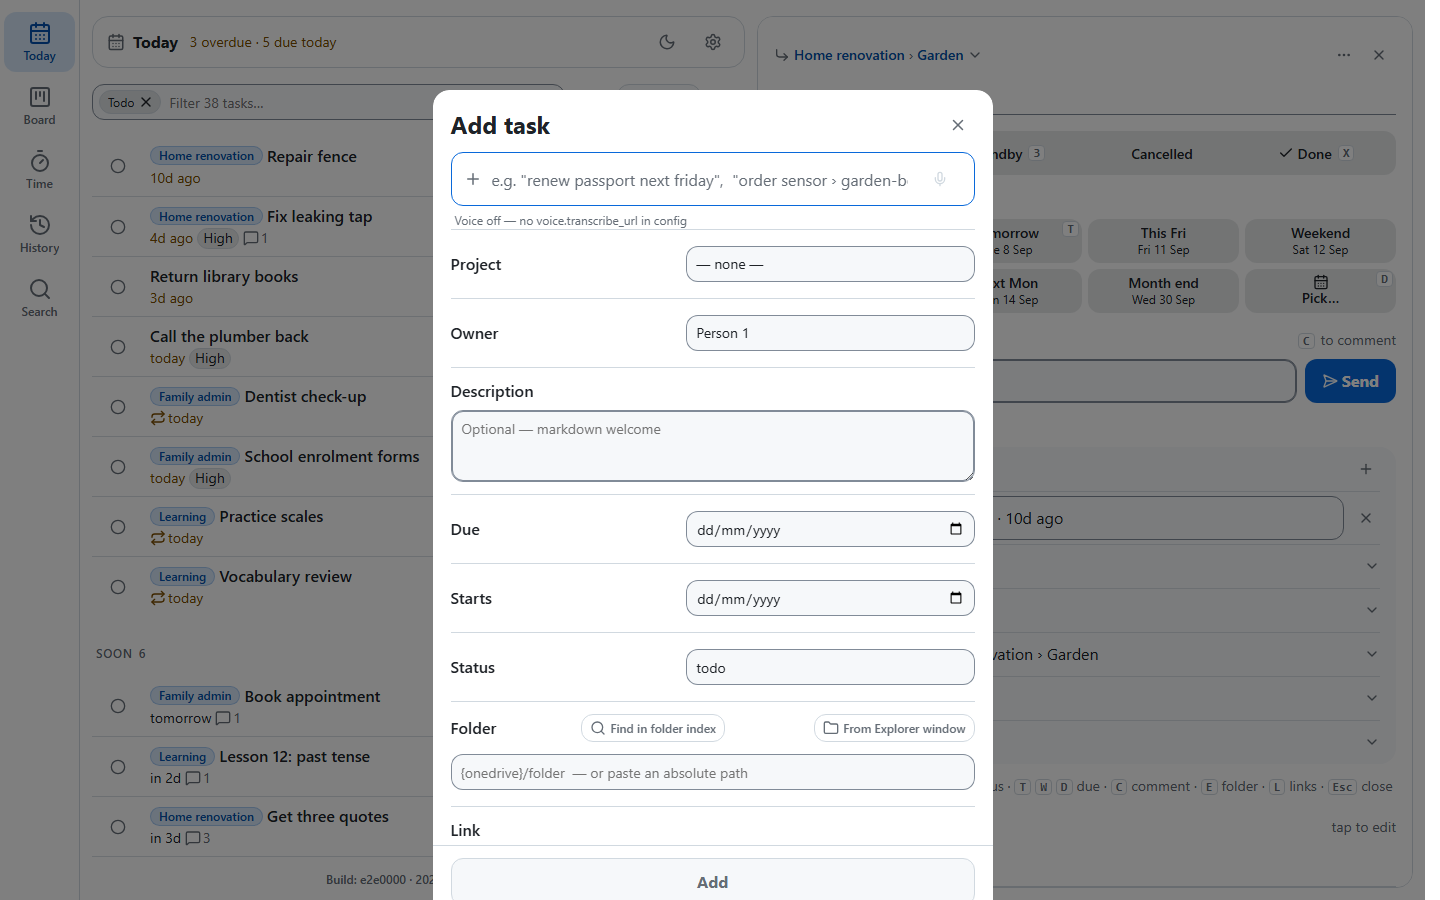 Today
Board
Time
History
Search
Today 3 overdue · 5 due today
Todo
Filter 38 tasks...
Home renovation Repair fence
10d ago
Home renovation Fix leaking tap
4d ago High 1
Return library books
3d ago
Call the plumber back
today High
Family admin Dentist check-up
today
Family admin School enrolment forms
today High
Learning Practice scales
today
Learning Vocabulary review
today
SOON 6
Family admin Book appointment
tomorrow 1
Learning Lesson 12: past tense
in 2d 1
Home renovation Get three quotes
in 3d 3
Build: e2e0000 · 202
Add task
e.g. "renew passport next friday", "order sensor › garden-b
Voice off — no voice.transcribe_url in config
Project
— none —
Owner
Person 1
Description
Optional — markdown welcome
Due
dd/mm/yyyy
Starts
dd/mm/yyyy
Status
todo
Folder
Find in folder index
From Explorer window
{onedrive}/folder — or paste an absolute path
Link
Add
Home renovation › Garden
ndby 3
Cancelled
Done X
morrow T
e 8 Sep
This Fri
Fri 11 Sep
Weekend
Sat 12 Sep
xt Mon
n 14 Sep
Month end
Wed 30 Sep
Pick... D
C to comment
Send
· 10d ago
vation › Garden
us · T W D due · C comment · E folder · L links · Esc close
tap to edit